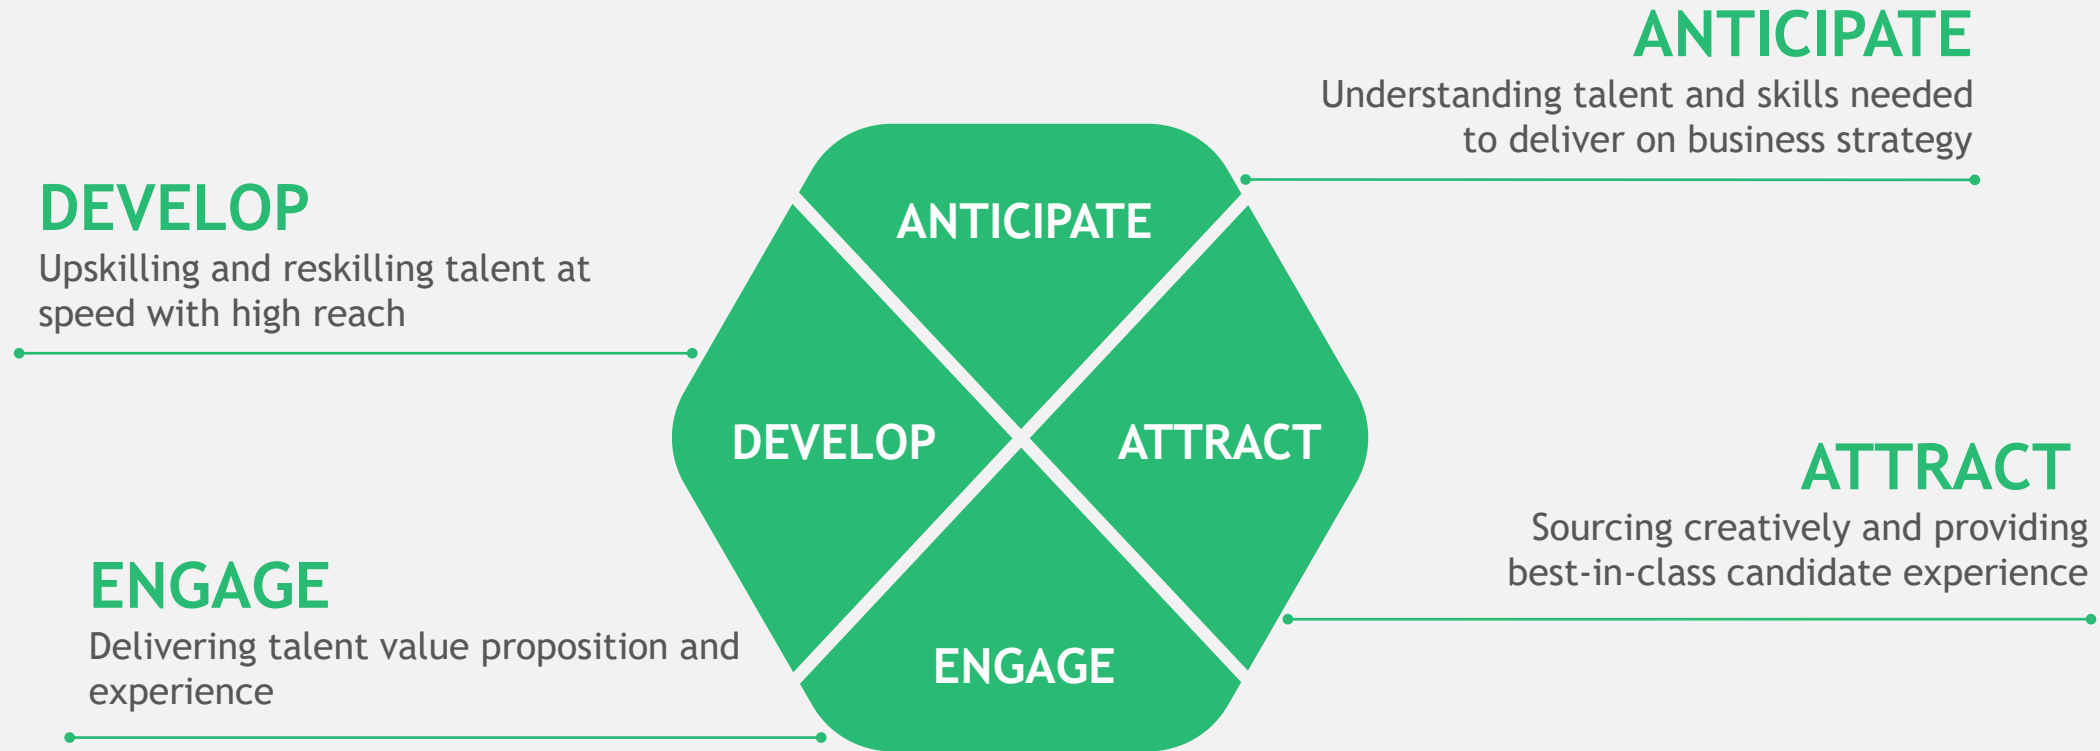 ANTICIPATE
Understanding talent and skills needed
to deliver on business strategy
DEVELOP
Upskilling and reskilling talent at
speed with high reach
ANTICIPATE
DEVELOP
ATTRACT
ENGAGE
ATTRACT
Sourcing creatively and providing
best-in-class candidate experience
ENGAGE
Delivering talent value proposition and
experience